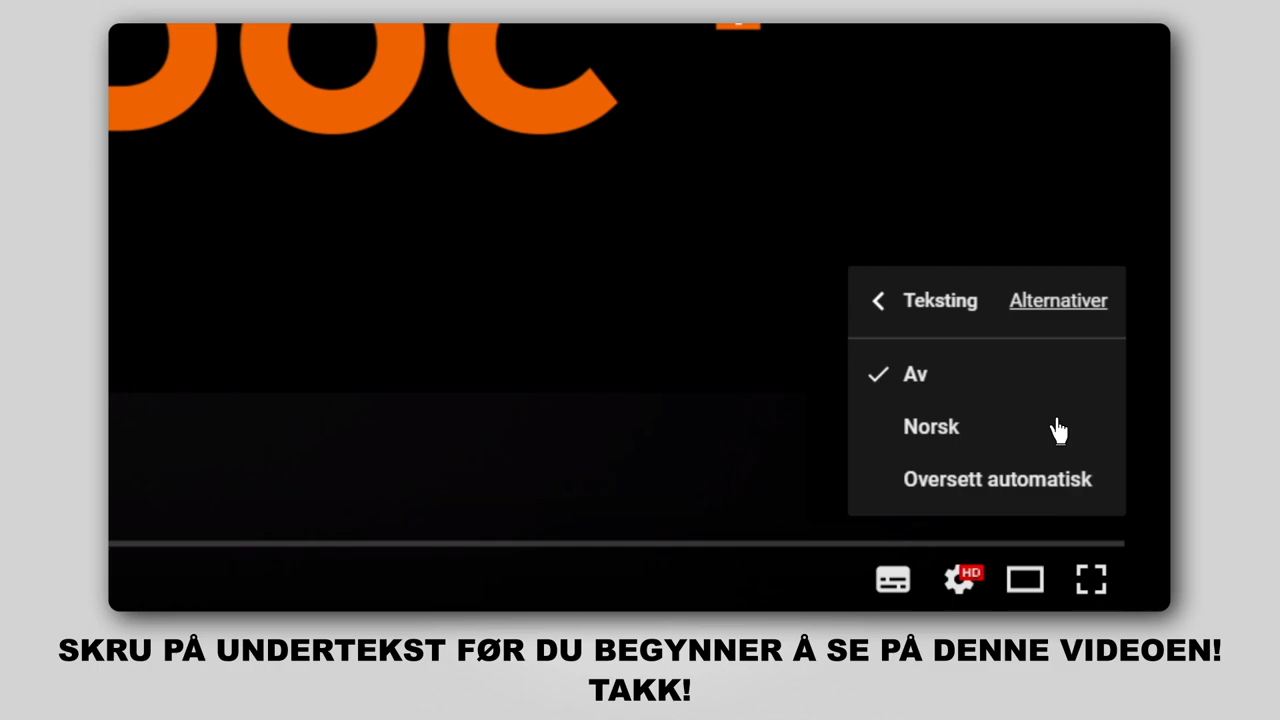 Teksting Alternativer
Av
Norsk
Oversett automatisk
HD
SKRU PÅ UNDERTEKST FØR DU BEGYNNER Å SE PÅ DENNE VIDEOEN!
TAKK!